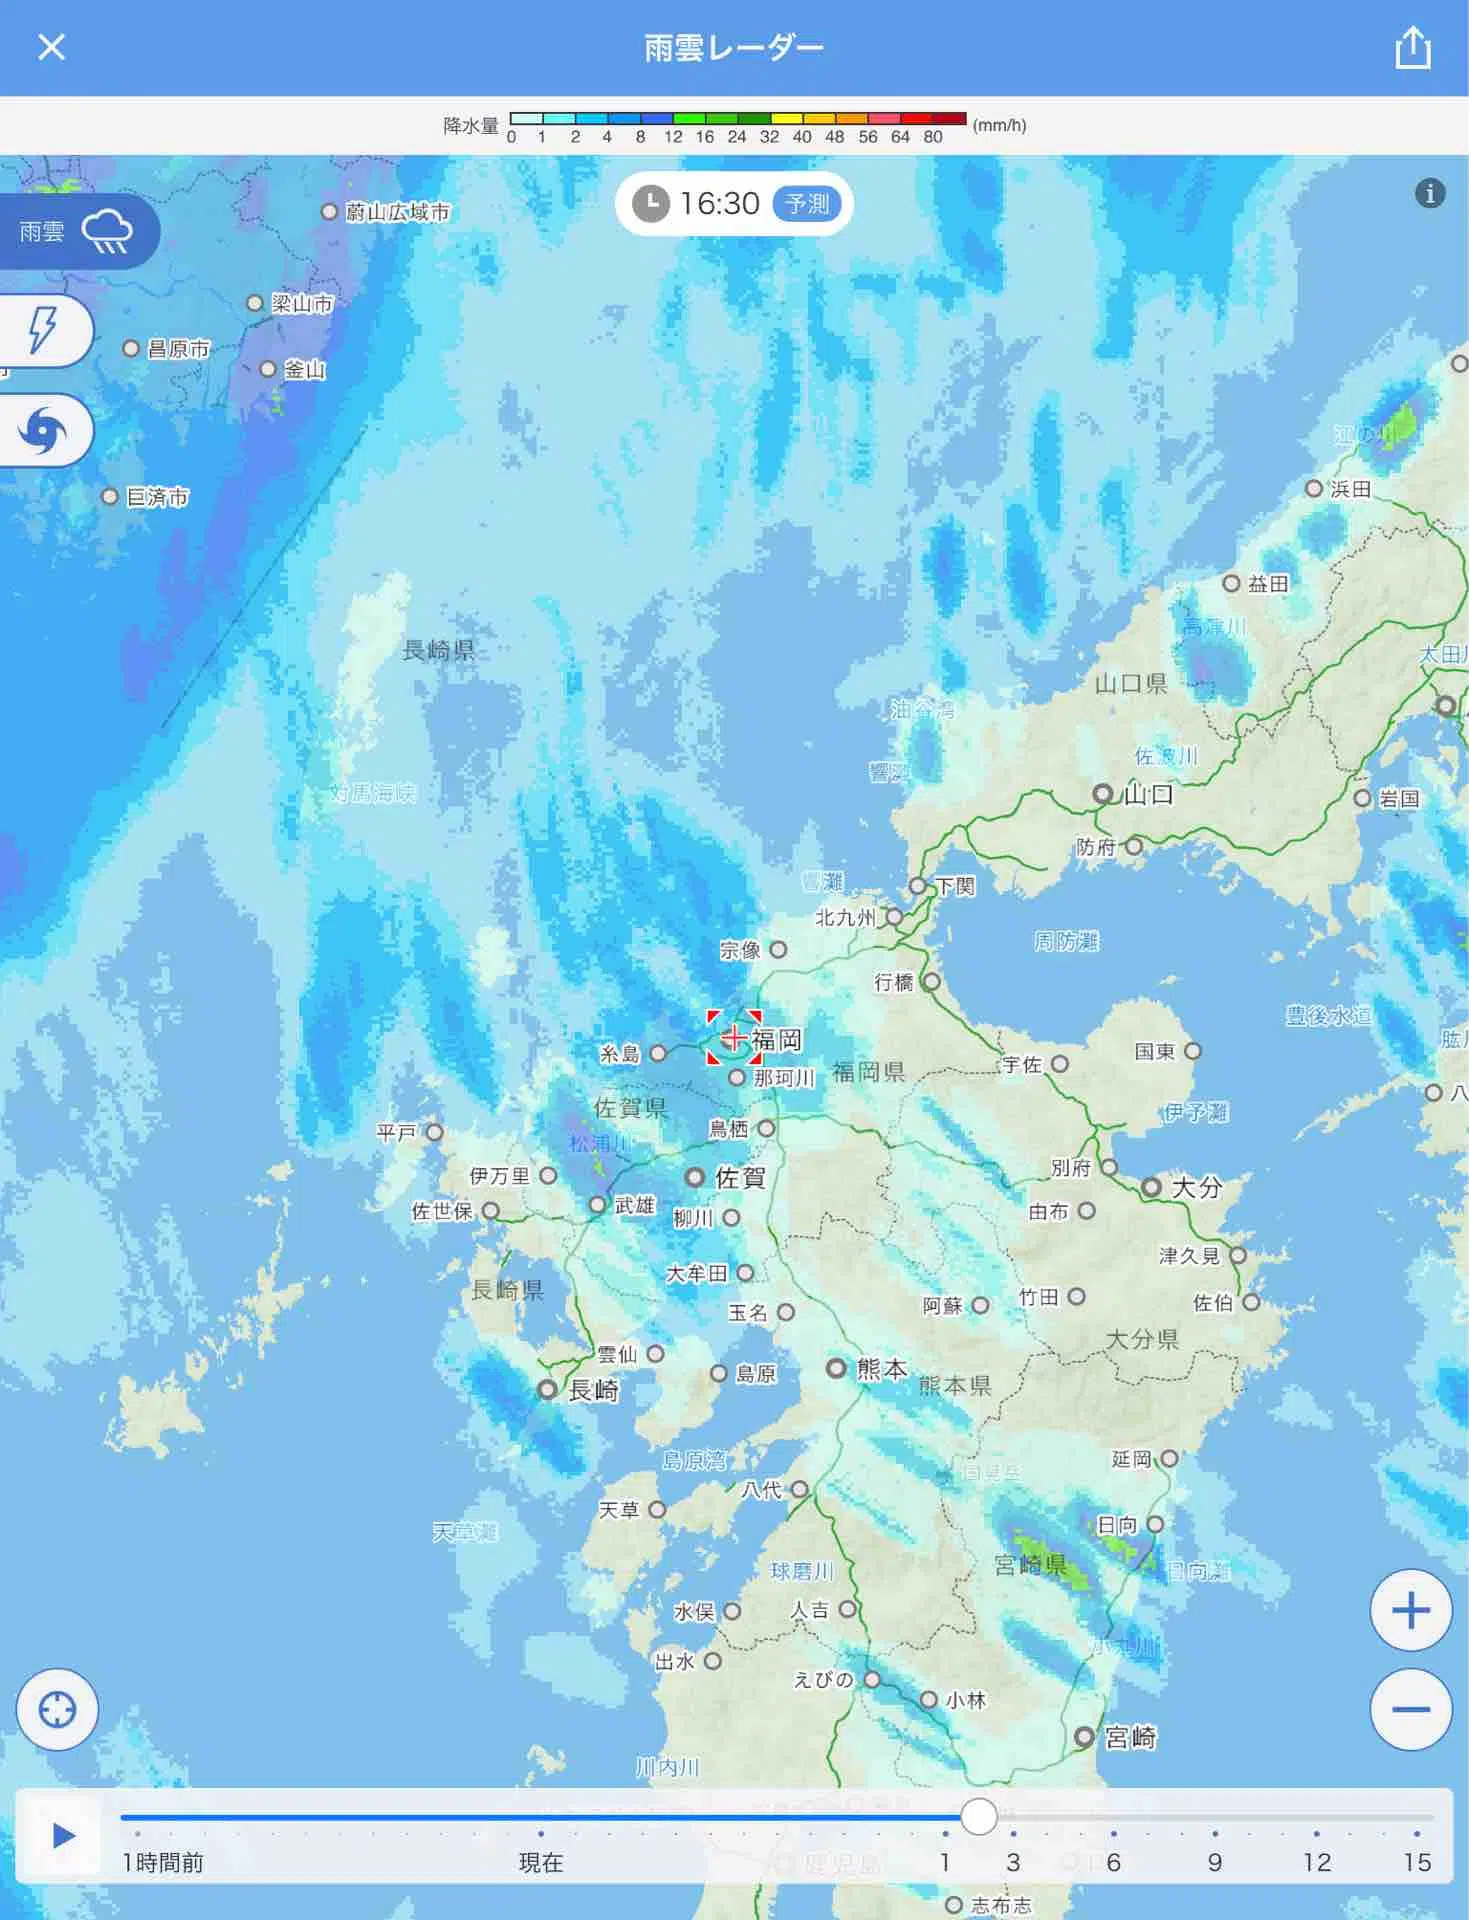 雨雲レーダー
降水量 0 1 2 4 8 12 16 24 32 40 48 56 64 80 (mm/h)
16:30 予測
雨雲
蔚山広域市
梁山市
昌原市
釜山
巨済市
江の川
浜田
益田
高津川
長崎県
太田川
山口県
油谷湾
佐波川
響灘
対馬海峡
山口
岩国
防府
響灘
下関
北九州
周防灘
宗像
行橋
豊後水道
福岡
糸島
宇佐
国東
那珂川
福岡県
佐賀県
伊予灘
平戸
鳥栖
松浦川
伊万里
佐賀
別府
大分
佐世保
武雄
柳川
由布
津久見
大牟田
長崎県
玉名
阿蘇
竹田
佐伯
大分県
雲仙
島原
熊本
長崎
熊本県
島原湾
延岡
国見岳
八代
天草
日向
天草灘
宮崎県
球磨川
日向灘
水俣
人吉
小丸川
出水
えびの
小林
宮崎
川内川
1時間前 現在 1 3 6 9 12 15
鹿児島
志布志